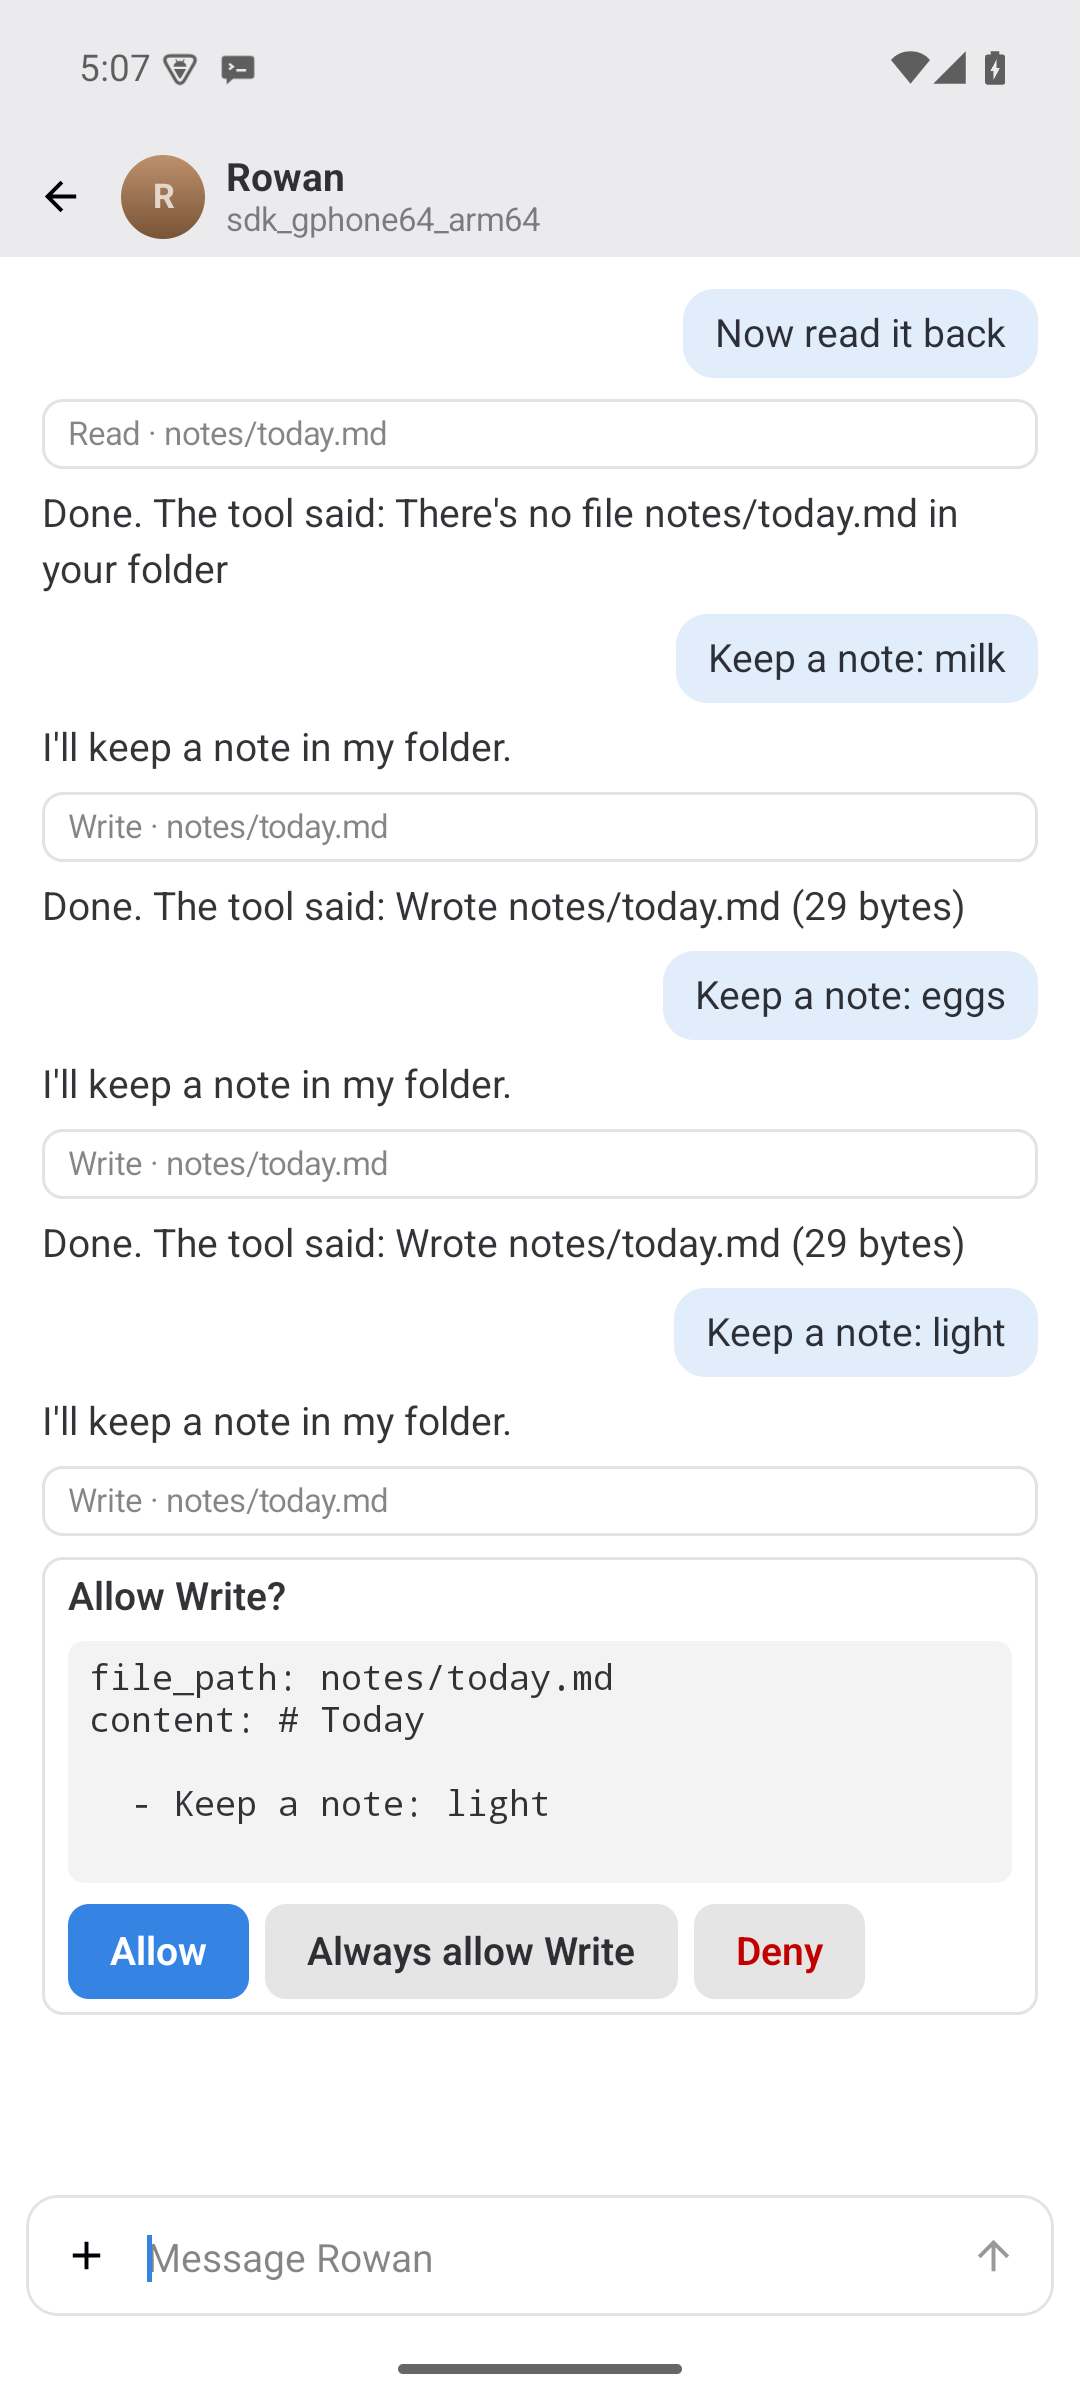 5:07
R
Rowan
sdk_gphone64_arm64
Now read it back
Read · notes/today.md
Done. The tool said: There's no file notes/today.md in
your folder
Keep a note: milk
I'll keep a note in my folder.
Write · notes/today.md
Done. The tool said: Wrote notes/today.md (29 bytes)
Keep a note: eggs
I'll keep a note in my folder.
Write · notes/today.md
Done. The tool said: Wrote notes/today.md (29 bytes)
Keep a note: light
I'll keep a note in my folder.
Write · notes/today.md
Allow Write?
file_path: notes/today.md
content: # Today
- Keep a note: light
Allow
Always allow Write
Deny
Message Rowan